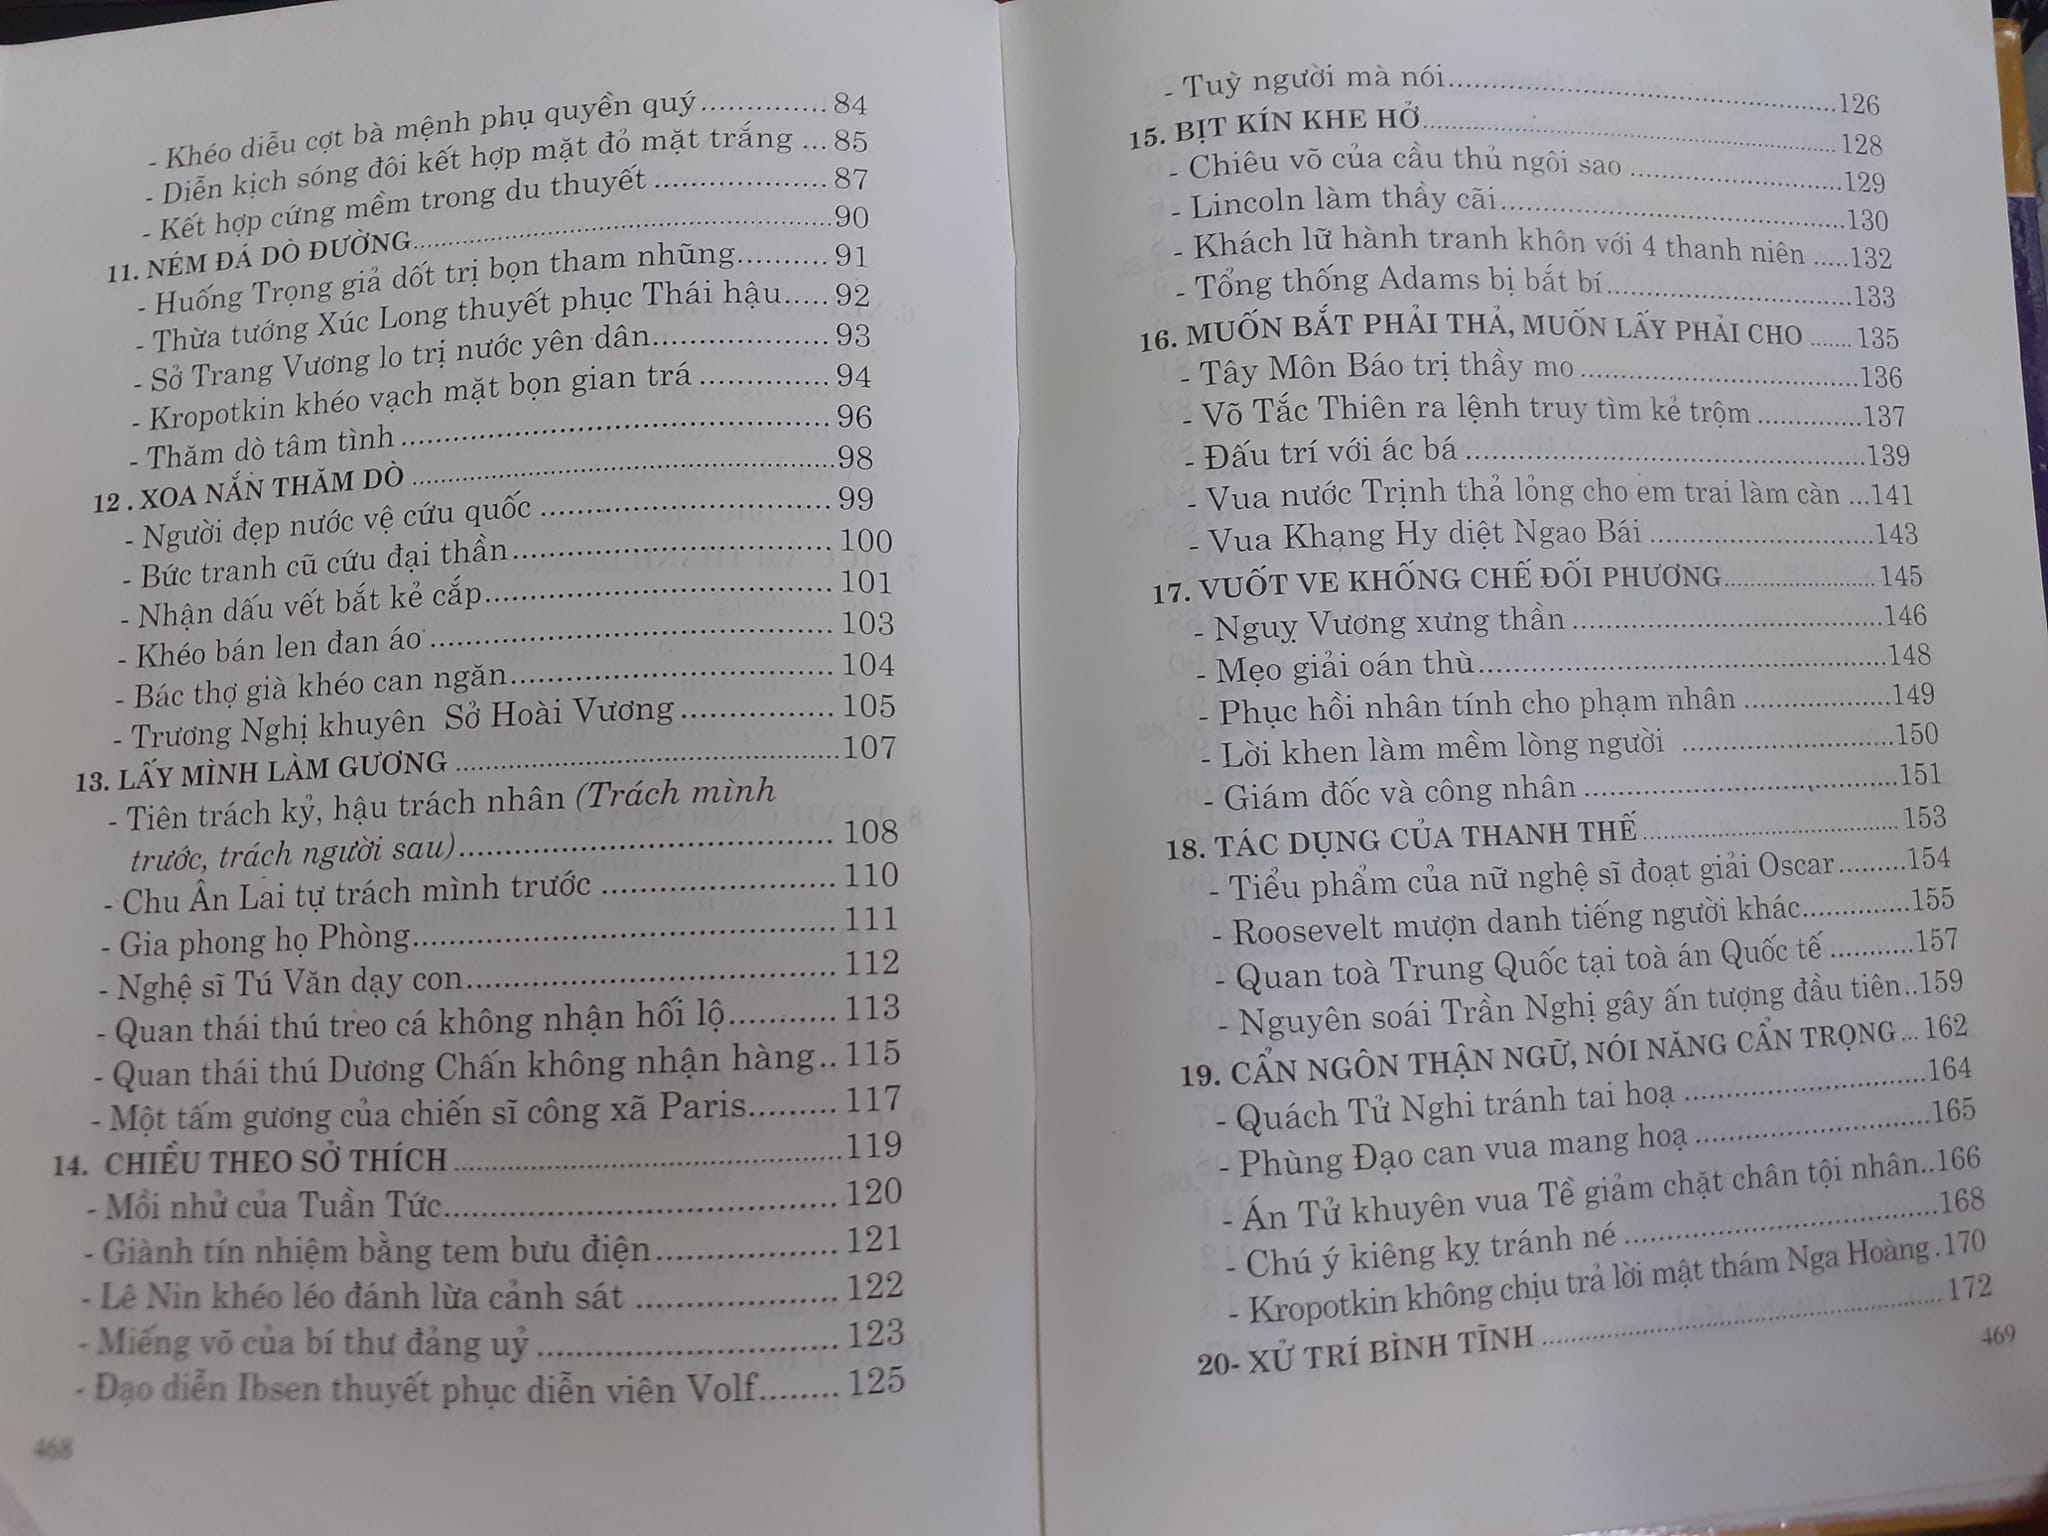 - Khéo diễu cợt bà mệnh phụ quyền quý.............. 84
- Diễn kịch sóng đôi kết hợp mặt đỏ mặt trắng ... 85
- Kết hợp cứng mềm trong du thuyết .................... 87
11. NÉM ĐÁ DÒ ĐƯỜNG.................................................. 90
- Huống Trọng giả dốt trị bọn tham nhũng.......... 91
- Thừa tướng Xúc Long thuyết phục Thái hậu..... 92
- Sở Trang Vương lo trị nước yên dân.................... 93
- Kropotkin khéo vạch mặt bọn gian trá ............... 94
- Thăm dò tâm tình .................................................. 96
12 . XOA NẮN THĂM DÒ ..................................................98
- Người đẹp nước vệ cứu quốc ................................. 99
- Bức tranh cũ cứu đại thần..................................... 100
- Nhận dấu vết bắt kẻ cắp........................................ 101
- Khéo bán len đan áo .............................................. 103
- Bác thợ già khéo can ngăn..................................... 104
- Trương Nghị khuyên Sở Hoài Vương ................. 105
13. LẤY MÌNH LÀM GƯƠNG ..............................................107
- Tiên trách kỷ, hậu trách nhân (Trách mình
trước, trách người sau)........................................... 108
- Chu Ân Lai tự trách mình trước ........................... 110
- Gia phong họ Phòng................................................ 111
- Nghệ sĩ Tú Văn dạy con.......................................... 112
- Quan thái thú treo cá không nhận hối lộ............ 113
- Quan thái thú Dương Chấn không nhận hàng.. 115
- Một tấm gương của chiến sĩ công xã Paris.......... 117
14. CHIỀU THEO SỞ THÍCH ..............................................119
- Mồi nhử của Tuần Tức............................................ 120
- Giành tín nhiệm bằng tem bưu điện.................... 121
- Lê Nin khéo léo đánh lừa cảnh sát ...................... 122
- Miếng võ của bí thư đảng uỷ ................................. 123
- Đạo diễn Ibsen thuyết phục diễn viên Volf......... 125
468
- Tuỳ người mà nói.............................................126
15. BỊT KÍN KHE HỞ.................................................. 128
- Chiêu võ của cầu thủ ngôi sao .........................129
- Lincoln làm thầy cãi.........................................130
- Khách lữ hành tranh khôn với 4 thanh niên .....132
- Tổng thống Adams bị bắt bí.............................133
16. MUỐN BẮT PHẢI THẢ, MUỐN LẤY PHẢI CHO ....... 135
- Tây Môn Báo trị thầy mo .................................136
- Võ Tắc Thiên ra lệnh truy tìm kẻ trộm .............137
- Đấu trí với ác bá ..............................................139
- Vua nước Trịnh thả lỏng cho em trai làm càn ...141
- Vua Khạng Hy diệt Ngao Bái ...........................143
17. VUỐT VE KHỐNG CHẾ ĐỐI PHƯƠNG....................... 145
- Nguỵ Vương xưng thần .....................................146
- Mẹo giải oán thù...............................................148
- Phục hồi nhân tính cho phạm nhân ..................149
- Lời khen làm mềm lòng người .........................150
- Giám đốc và công nhân .....................................151
18. TÁC DỤNG CỦA THANH THẾ.................................... 153
- Tiểu phẩm của nữ nghệ sĩ đoạt giải Oscar.........154
- Roosevelt mượn danh tiếng người khác..............155
- Quan toà Trung Quốc tại toà án Quốc tế ...........157
- Nguyên soái Trần Nghị gây ấn tượng đầu tiên..159
19. CẨN NGÔN THẬN NGỮ, NÓI NĂNG CẨN TRỌNG ... 162
- Quách Tử Nghi tránh tai hoạ ............................164
- Phùng Đạo can vua mang hoạ ...........................165
- Án Tử khuyên vua Tề giảm chặt chân tội nhân..166
- Chú ý kiêng kỵ tránh né ...................................168
- Kropotkin không chịu trả lời mật thám Nga Hoàng.170
20- XỬ TRÍ BÌNH TĨNH ................................................ 172
469